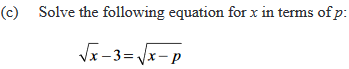 (c) Solve the following equation for x in terms of p:
√x − 3 = √(x − p)